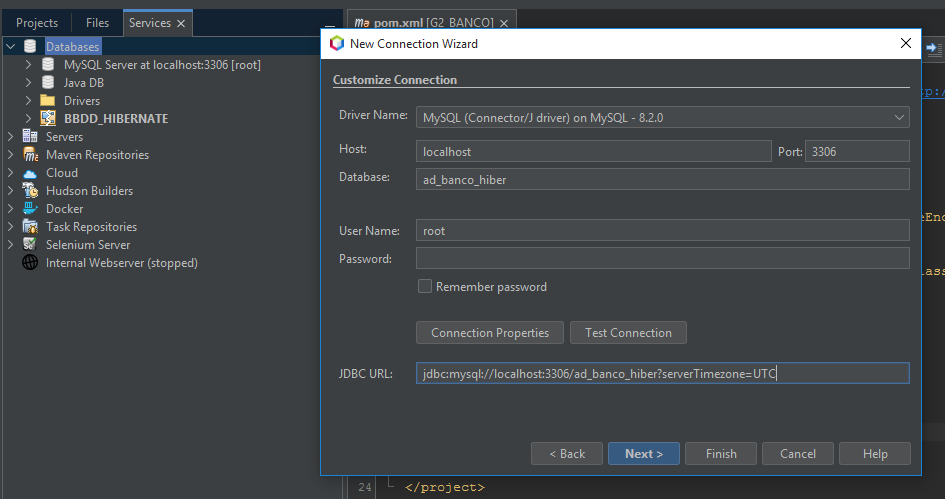 Projects Files Services
pom.xml [G2_BANCO]
Databases
MySQL Server at localhost:3306 [root]
Java DB
Drivers
BBDD_HIBERNATE
Servers
Maven Repositories
Cloud
Hudson Builders
Docker
Task Repositories
Selenium Server
Internal Webserver (stopped)
New Connection Wizard
Customize Connection
Driver Name: MySQL (Connector/J driver) on MySQL - 8.2.0
Host: localhost Port: 3306
Database: ad_banco_hiber
User Name: root
Password:
Remember password
Connection Properties Test Connection
JDBC URL: jdbc:mysql://localhost:3306/ad_banco_hiber?serverTimezone=UTC
< Back Next > Finish Cancel Help
24 </project>